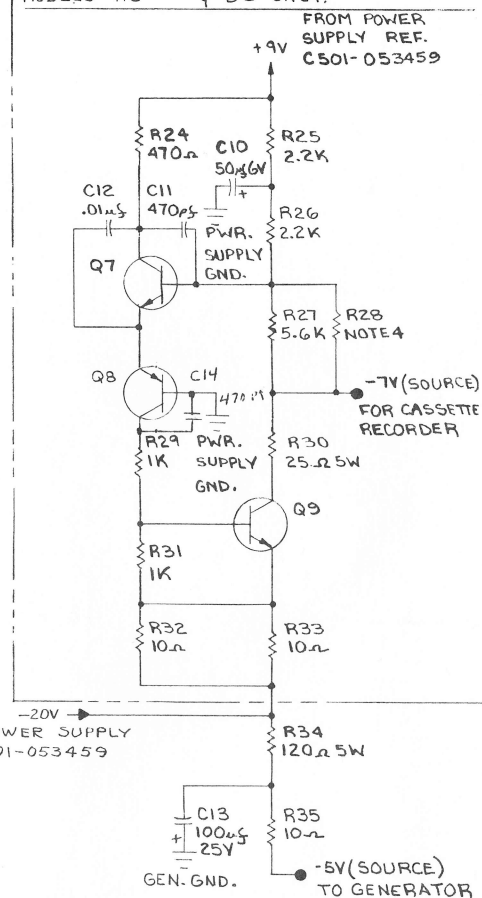 FROM POWER
SUPPLY REF.
C501-053459
+9V
R24
470Ω
C10
50µf6V
+
R25
2.2K
C12
.01µf
C11
470pf
R26
2.2K
PWR.
SUPPLY
GND.
Q7
R27
5.6K
R28
NOTE4
Q8
C14
470 pf
-7V(SOURCE)
FOR CASSETTE
RECORDER
R29
1K
PWR.
SUPPLY
GND.
R30
25Ω 5W
Q9
R31
1K
R32
10Ω
R33
10Ω
-20V
WER SUPPLY
01-053459
R34
120Ω 5W
C13
100µf
25V
+
R35
10Ω
GEN. GND.
-5V(SOURCE)
TO GENERATOR